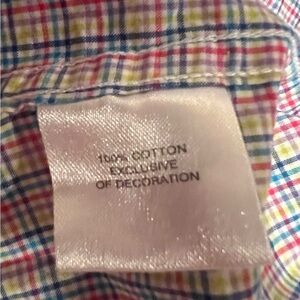 100% COTTON
EXCLUSIVE
OF DECORATION